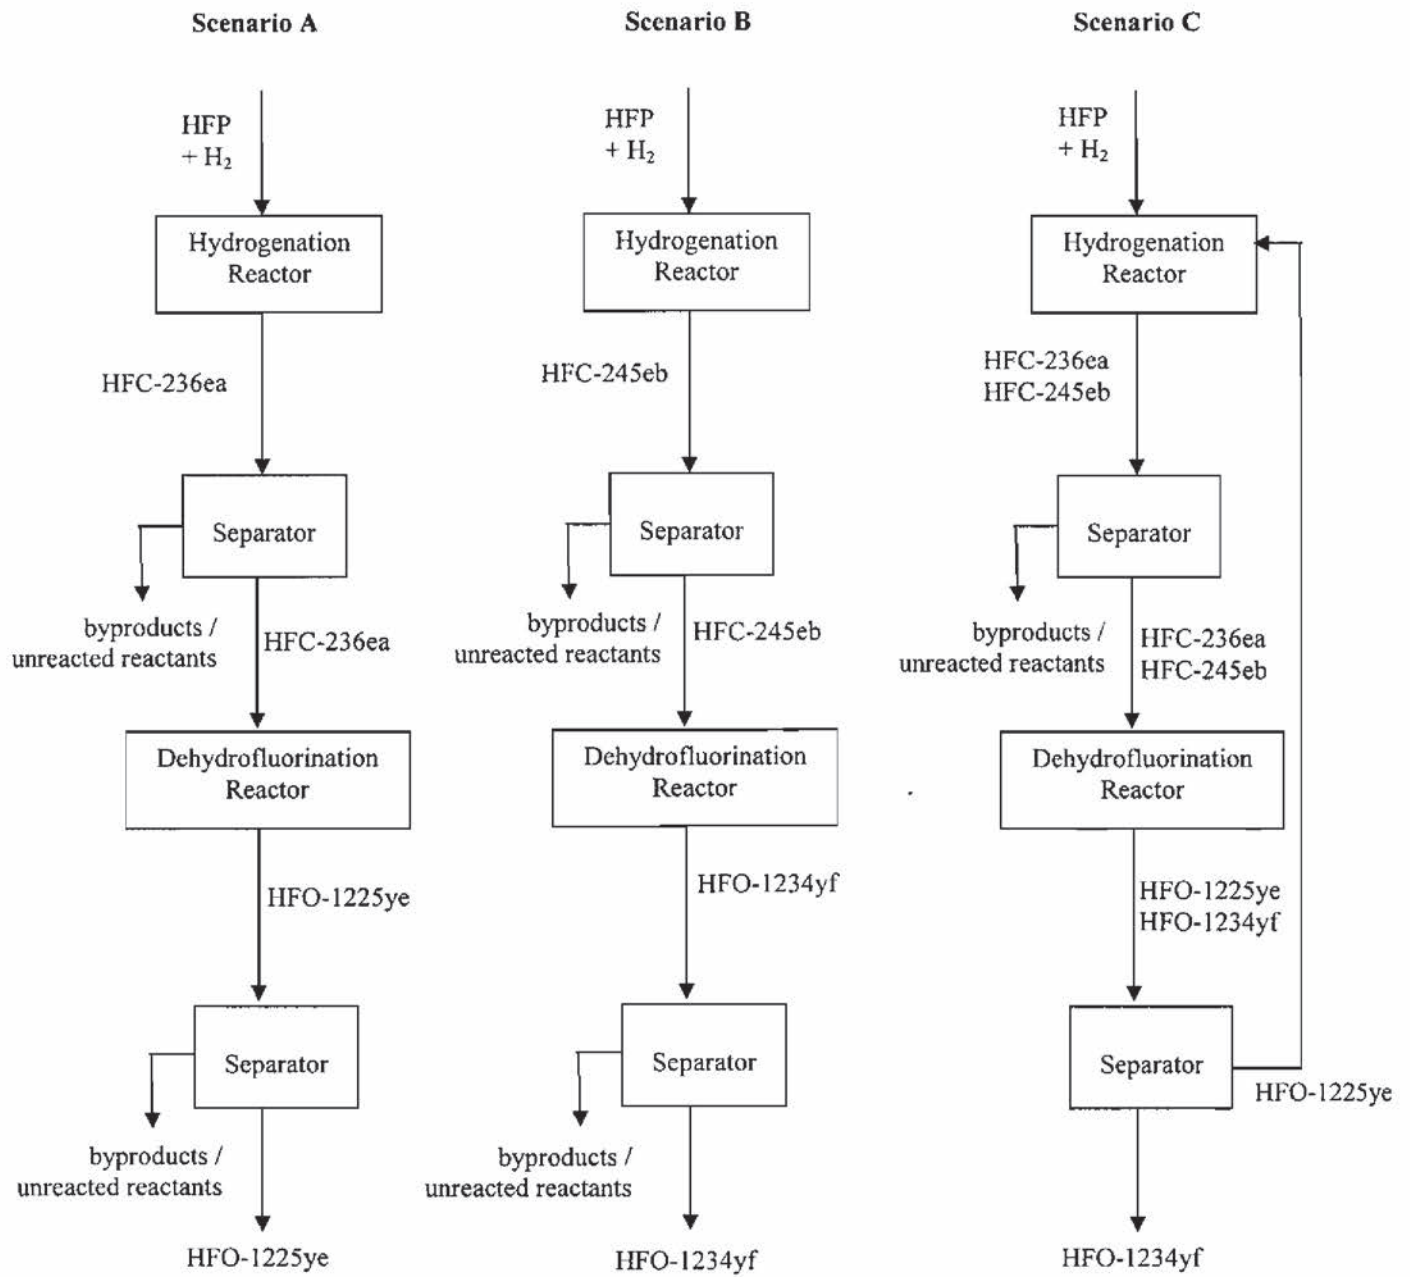 Scenario A
HFP
+ H₂
Hydrogenation
Reactor
HFC-236ea
Separator
byproducts /
unreacted reactants
HFC-236ea
Dehydrofluorination
Reactor
HFO-1225ye
Separator
byproducts /
unreacted reactants
HFO-1225ye
Scenario B
HFP
+ H₂
Hydrogenation
Reactor
HFC-245eb
Separator
byproducts /
unreacted reactants
HFC-245eb
Dehydrofluorination
Reactor
HFO-1234yf
Separator
byproducts /
unreacted reactants
HFO-1234yf
Scenario C
HFP
+ H₂
Hydrogenation
Reactor
HFC-236ea
HFC-245eb
Separator
byproducts /
unreacted reactants
HFC-236ea
HFC-245eb
Dehydrofluorination
Reactor
HFO-1225ye
HFO-1234yf
Separator
HFO-1225ye
HFO-1234yf